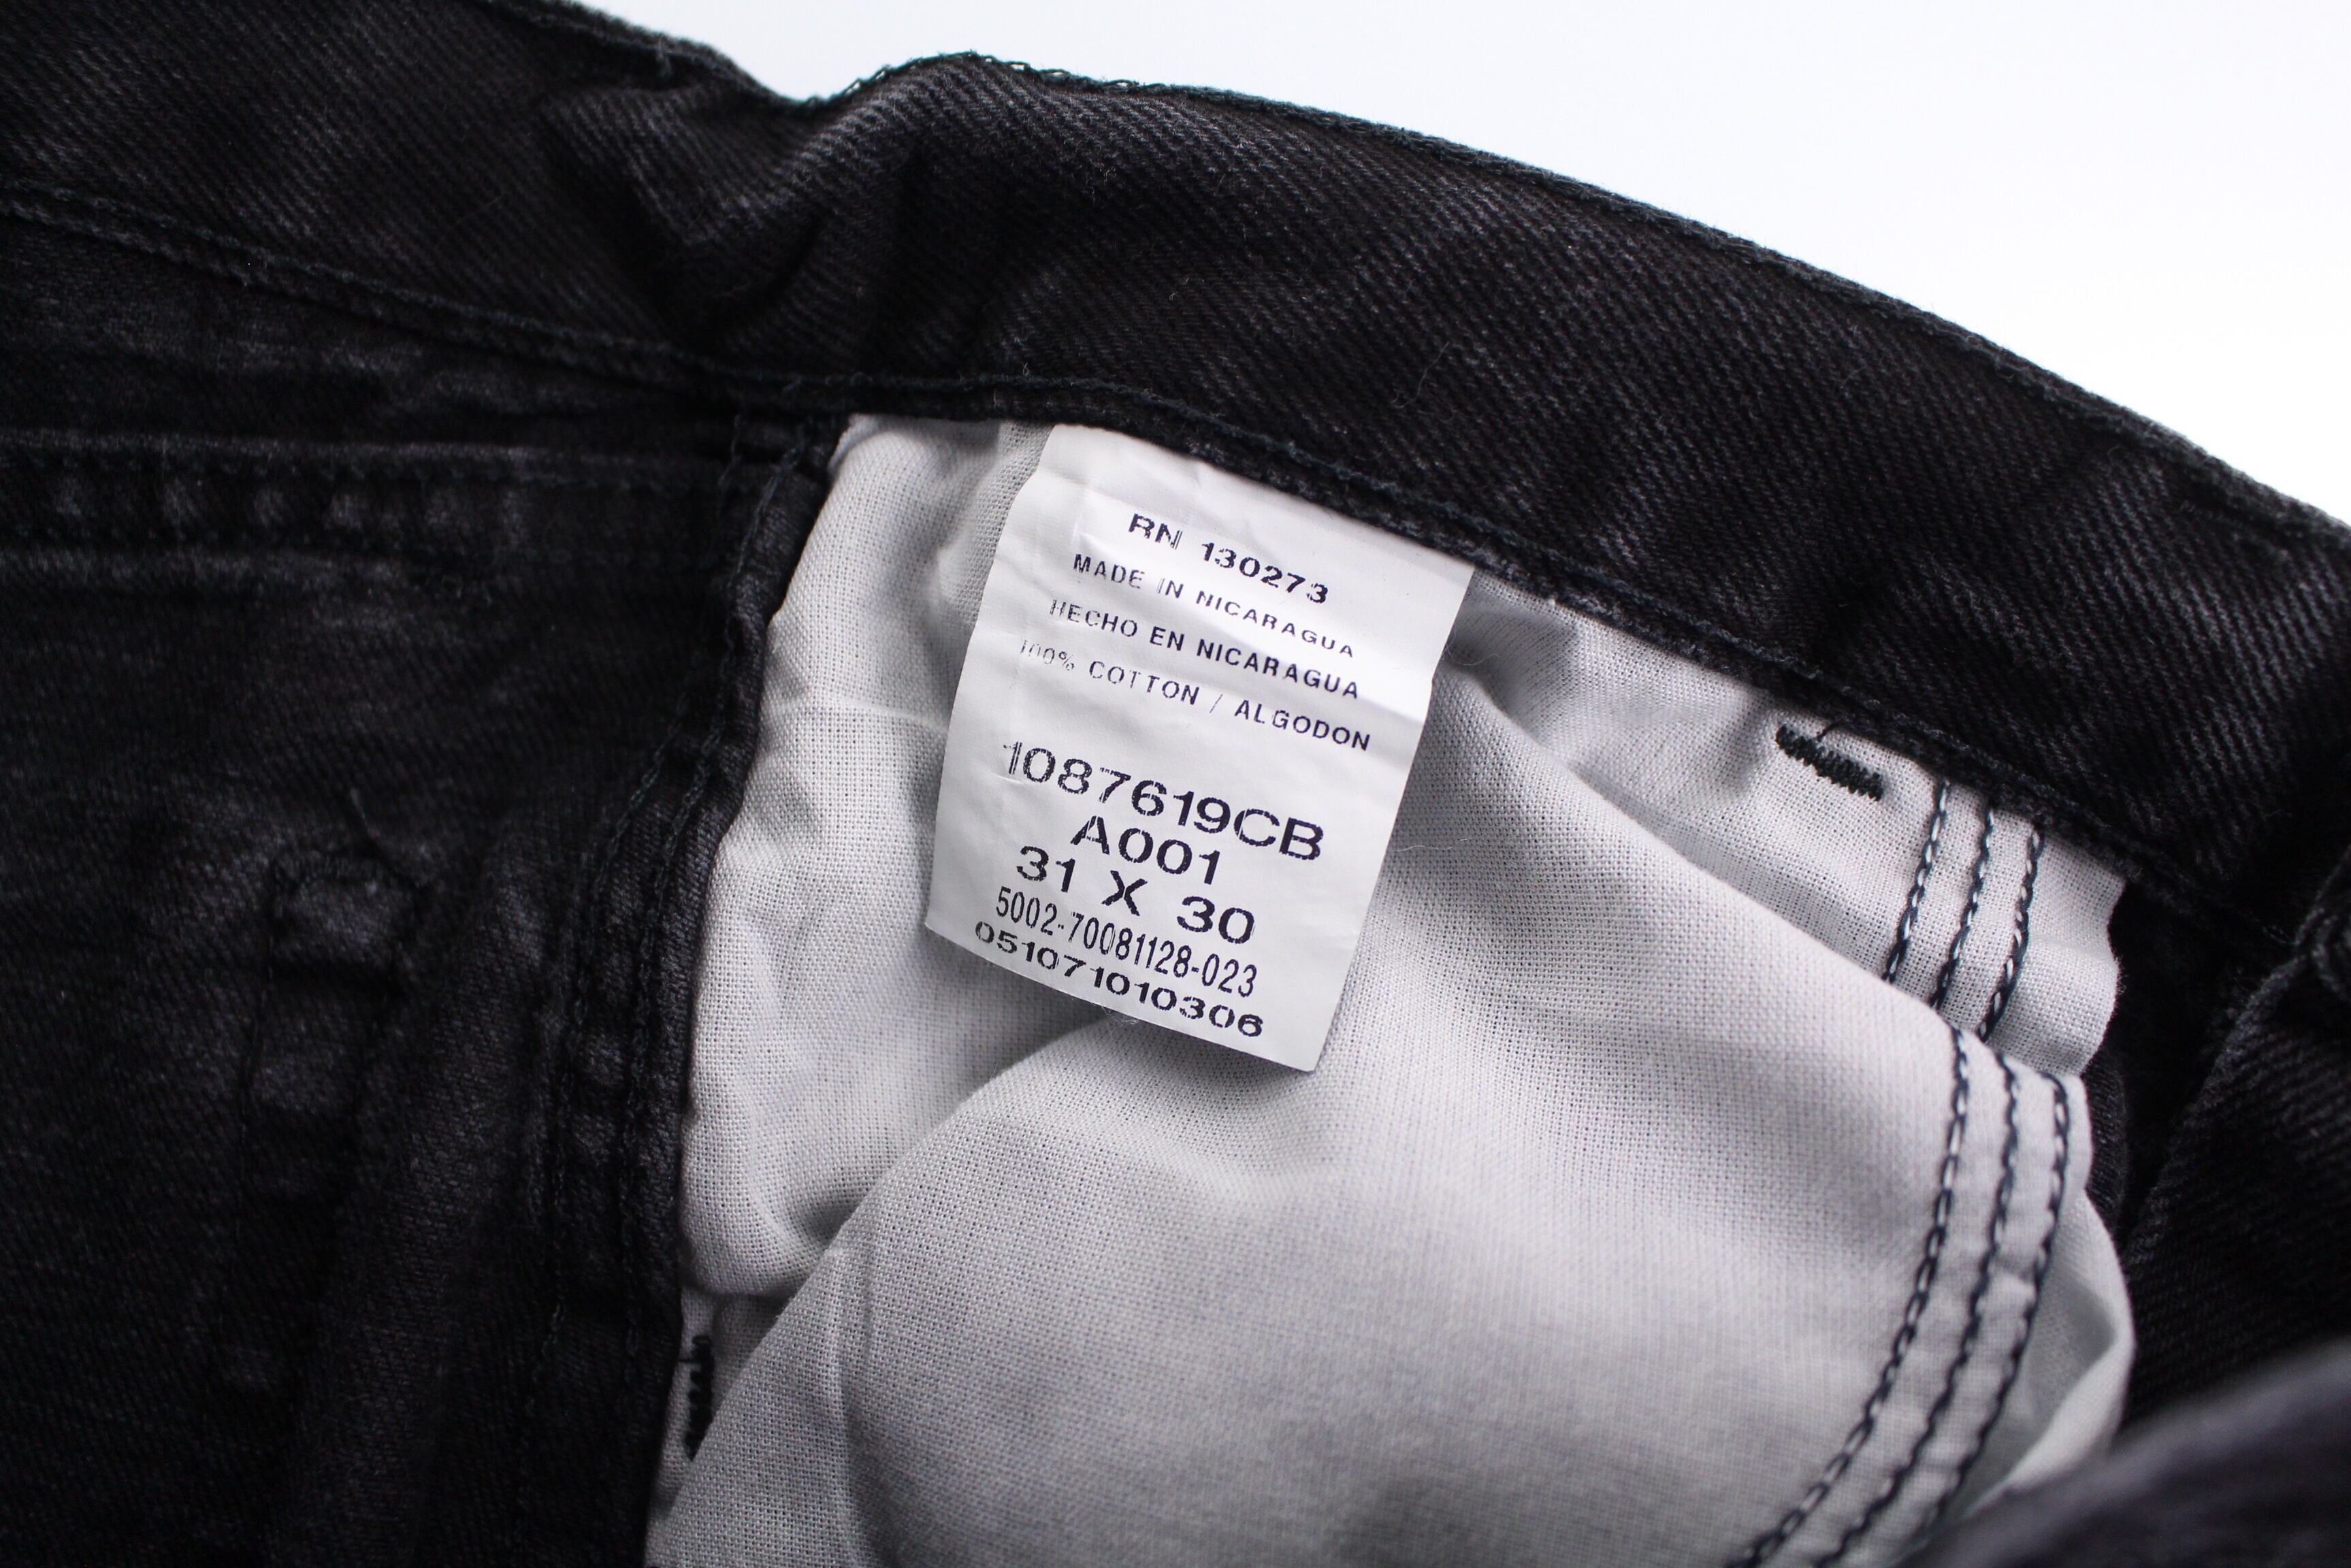 RN 130273
MADE IN NICARAGUA
HECHO EN NICARAGUA
100% COTTON / ALGODON
1087619CB
A001
31 X 30
5002-70081128-023
051071010306